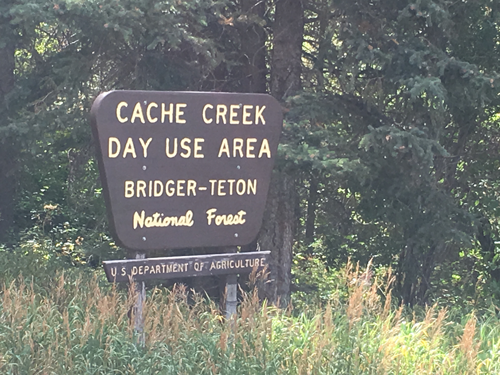 CACHE CREEK
DAY USE AREA
BRIDGER-TETON
National Forest
U.S DEPARTMENT OF AGRICULTURE